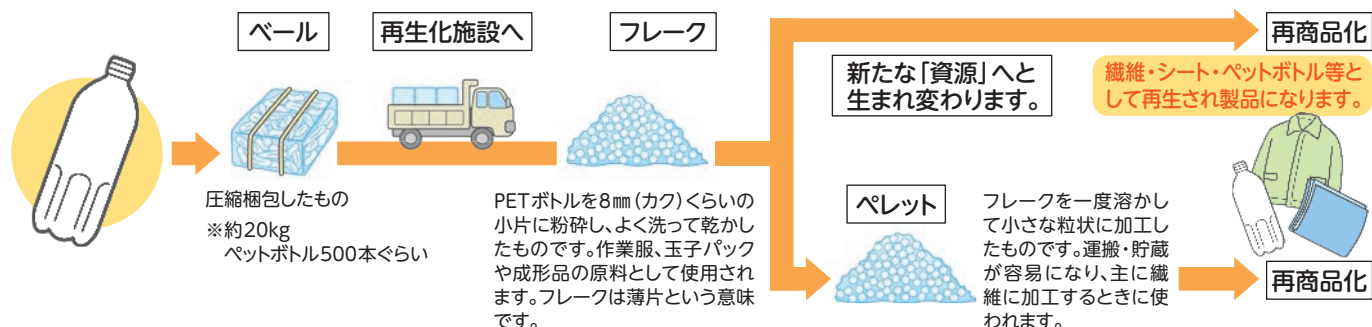 ベール
再生化施設へ
フレーク
再商品化
新たな「資源」へと
生まれ変わります。
繊維・シート・ペットボトル等と
して再生され製品になります。
圧縮梱包したもの
※約20kg
ペットボトル500本ぐらい
PETボトルを8㎜(カク)くらいの
小片に粉砕し、よく洗って乾かし
たものです。作業服、玉子パック
や成形品の原料として使用され
ます。フレークは薄片という意味
です。
ペレット
フレークを一度溶かし
て小さな粒状に加工し
たものです。運搬・貯蔵
が容易になり、主に繊
維に加工するときに使
われます。
再商品化